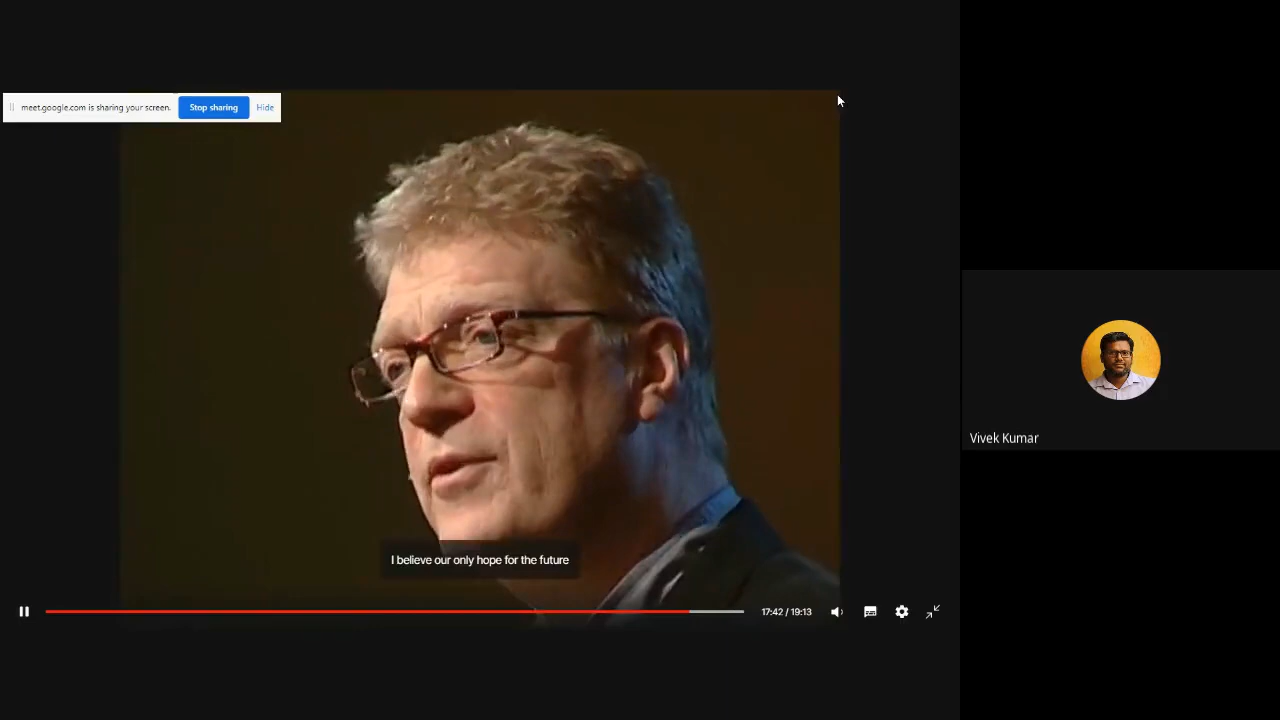 meet.google.com is sharing your screen. Stop sharing Hide
I believe our only hope for the future
17:42 / 19:13
Vivek Kumar